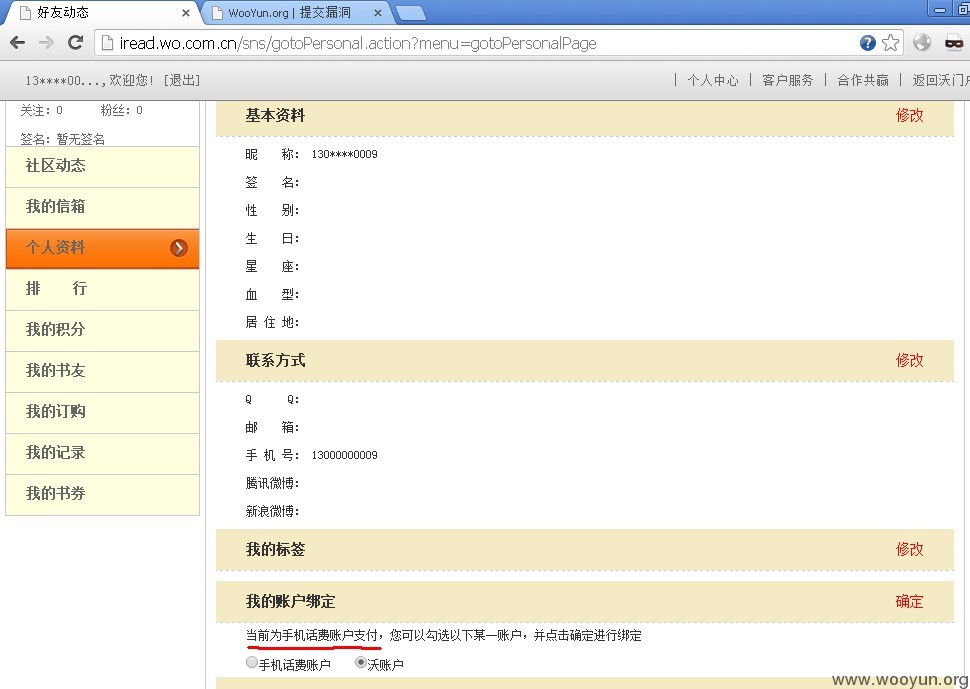 好友动态
WooYun.org | 提交漏洞
iread.wo.com.cn/sns/gotoPersonal.action?menu=gotoPersonalPage
13****00...,欢迎您! [退出]
| 个人中心 | 客户服务 | 合作共赢 | 返回沃门户
关注: 0 粉丝: 0
签名: 暂无签名
社区动态
我的信箱
个人资料
排 行
我的积分
我的书友
我的订购
我的记录
我的书券
基本资料 修改
昵 称: 130****0009
签 名:
性 别:
生 日:
星 座:
血 型:
居 住 地:
联系方式 修改
Q Q:
邮 箱:
手 机 号: 13000000009
腾讯微博:
新浪微博:
我的标签 修改
我的账户绑定 确定
当前为手机话费账户支付，您可以勾选以下某一账户，并点击确定进行绑定
手机话费账户 沃账户
www.wooyun.org